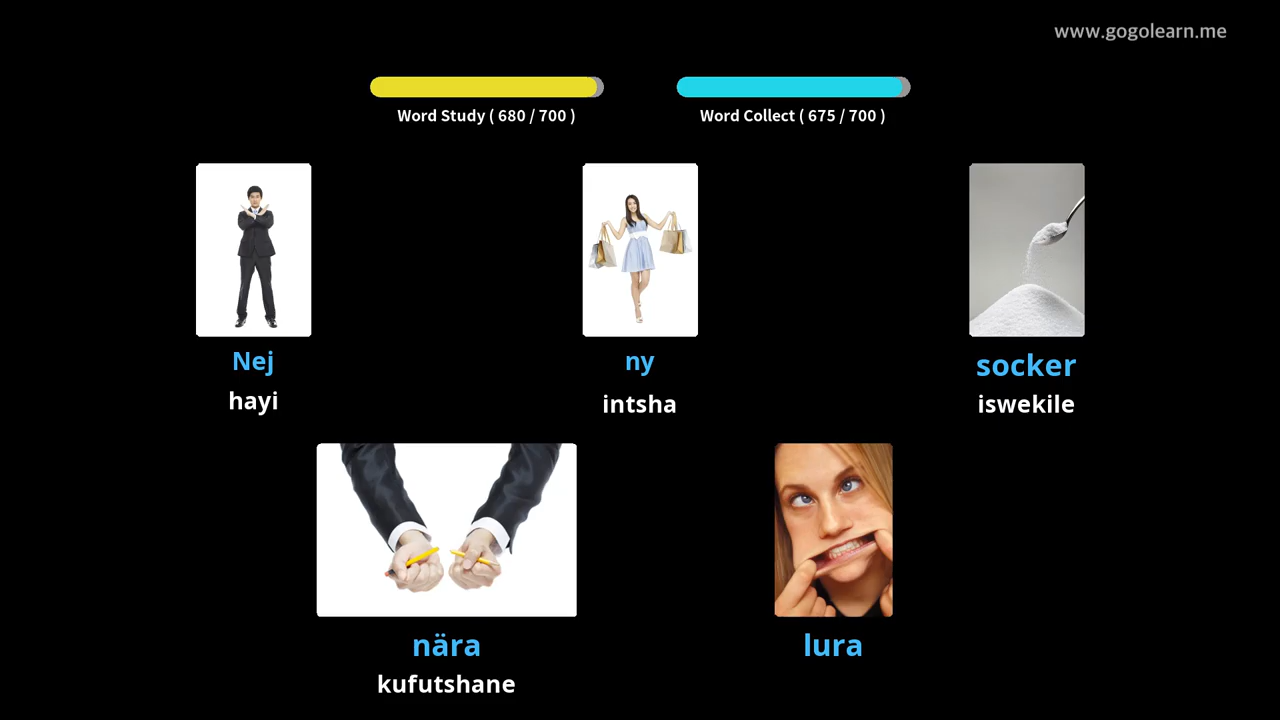 www.gogolearn.me
Word Study ( 680 / 700 )
Word Collect ( 675 / 700 )
Nej
hayi
ny
intsha
socker
iswekile
nära
kufutshane
lura